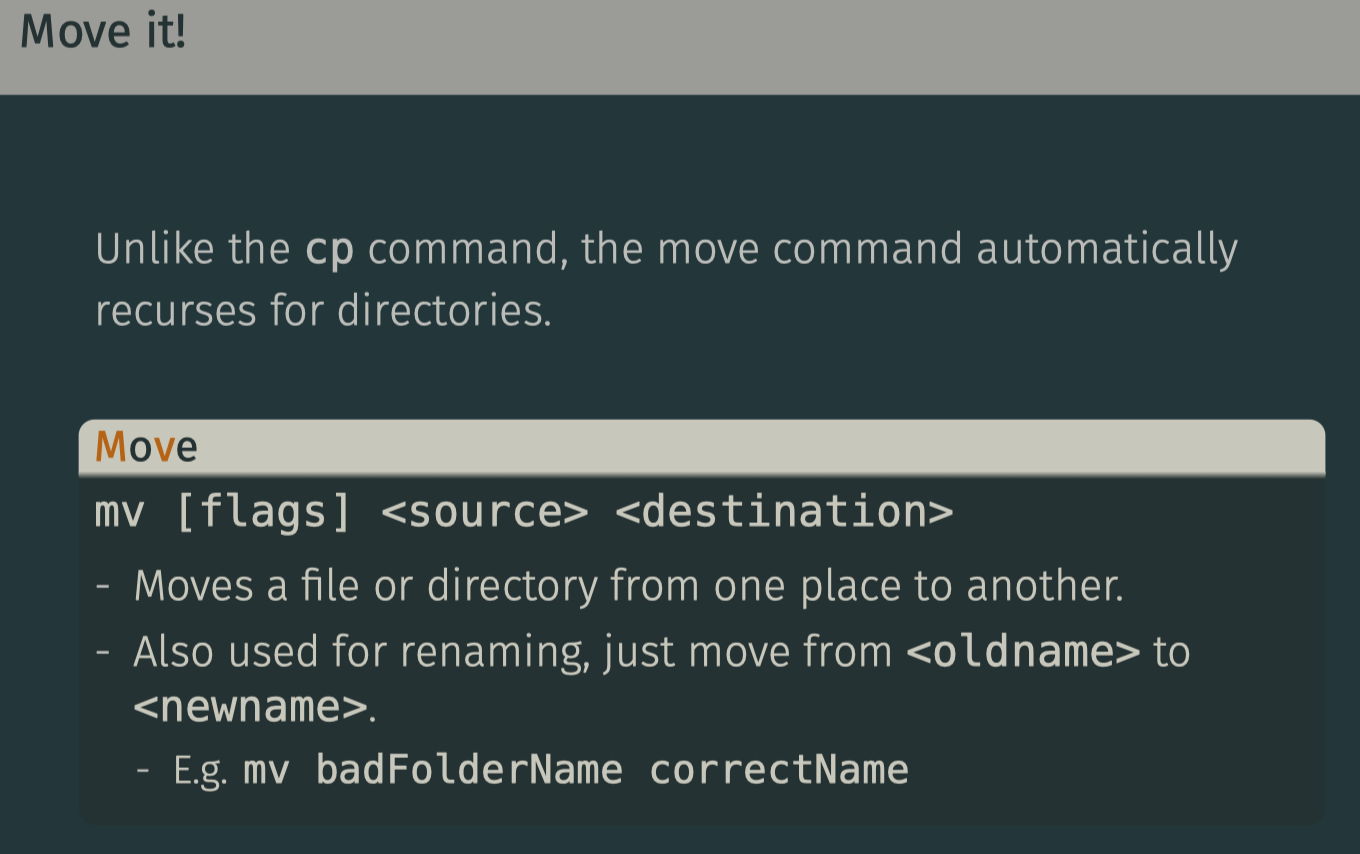 Move it!
Unlike the cp command, the move command automatically
recurses for directories.
Move
mv [flags] <source> <destination>
- Moves a file or directory from one place to another.
- Also used for renaming, just move from <oldname> to
<newname>.
- E.g. mv badFolderName correctName